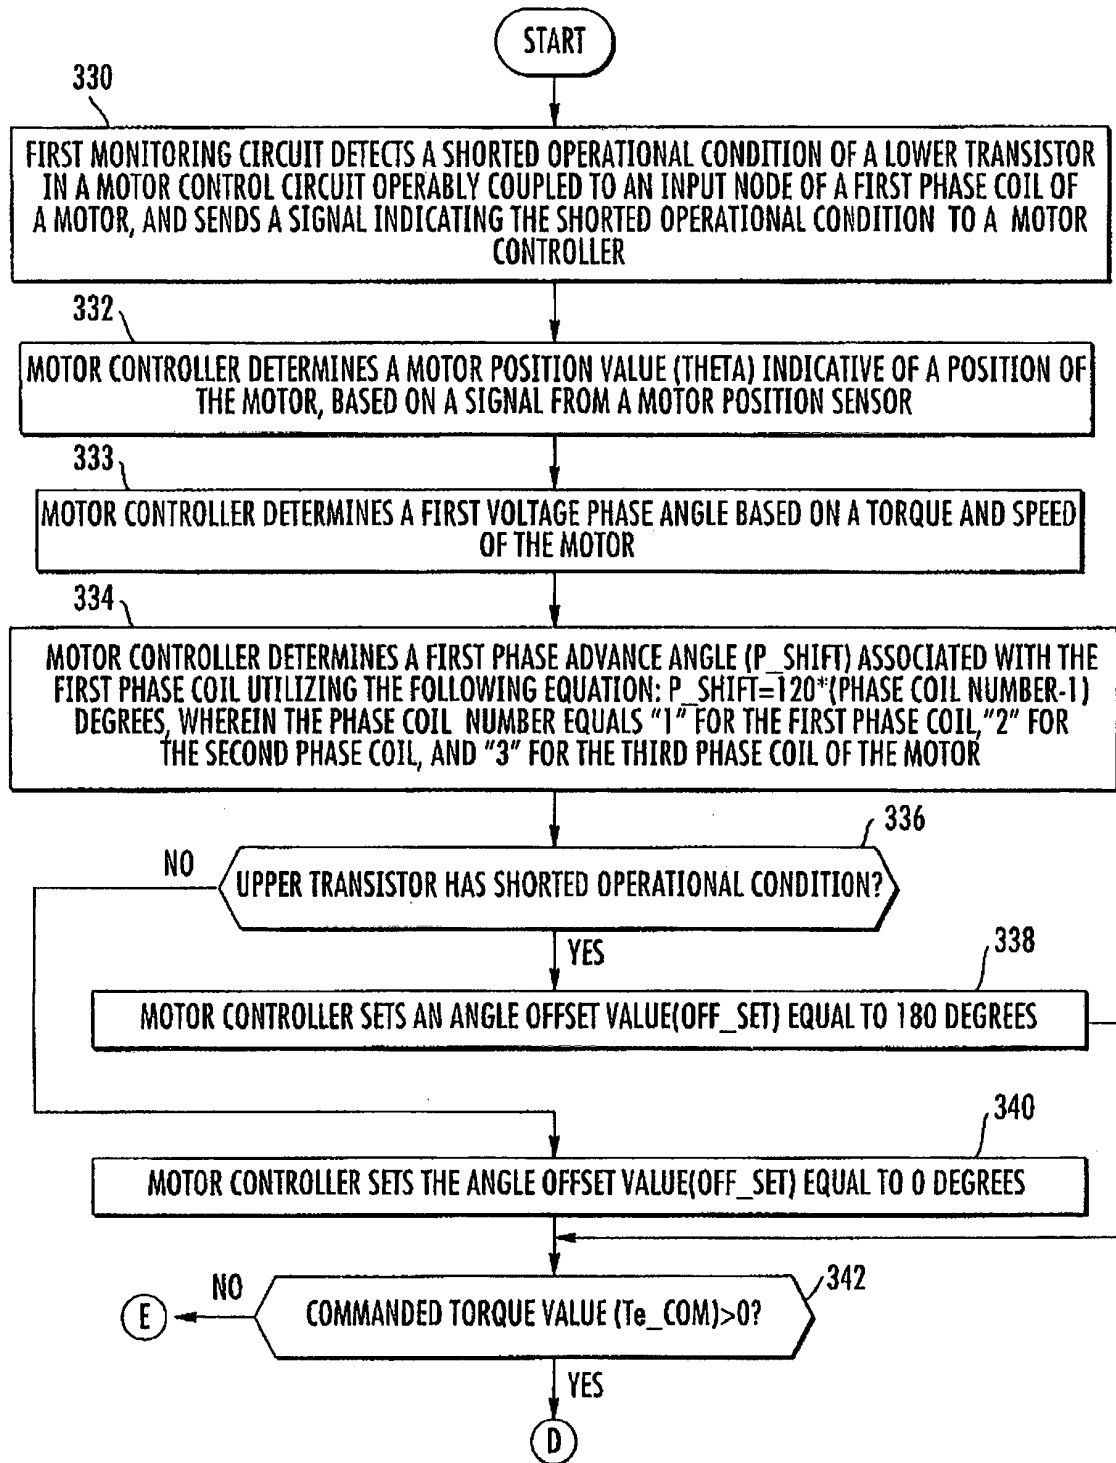 START
330
FIRST MONITORING CIRCUIT DETECTS A SHORTED OPERATIONAL CONDITION OF A LOWER TRANSISTOR
IN A MOTOR CONTROL CIRCUIT OPERABLY COUPLED TO AN INPUT NODE OF A FIRST PHASE COIL OF
A MOTOR, AND SENDS A SIGNAL INDICATING THE SHORTED OPERATIONAL CONDITION TO A MOTOR
CONTROLLER
332
MOTOR CONTROLLER DETERMINES A MOTOR POSITION VALUE (THETA) INDICATIVE OF A POSITION OF
THE MOTOR, BASED ON A SIGNAL FROM A MOTOR POSITION SENSOR
333
MOTOR CONTROLLER DETERMINES A FIRST VOLTAGE PHASE ANGLE BASED ON A TORQUE AND SPEED
OF THE MOTOR
334
MOTOR CONTROLLER DETERMINES A FIRST PHASE ADVANCE ANGLE (P_SHIFT) ASSOCIATED WITH THE
FIRST PHASE COIL UTILIZING THE FOLLOWING EQUATION: P_SHIFT=120*(PHASE COIL NUMBER-1)
DEGREES, WHEREIN THE PHASE COIL NUMBER EQUALS "1" FOR THE FIRST PHASE COIL, "2" FOR
THE SECOND PHASE COIL, AND "3" FOR THE THIRD PHASE COIL OF THE MOTOR
336
NO
UPPER TRANSISTOR HAS SHORTED OPERATIONAL CONDITION?
YES
338
MOTOR CONTROLLER SETS AN ANGLE OFFSET VALUE(OFF_SET) EQUAL TO 180 DEGREES
340
MOTOR CONTROLLER SETS THE ANGLE OFFSET VALUE(OFF_SET) EQUAL TO 0 DEGREES
342
NO
E
COMMANDED TORQUE VALUE (Te_COM)>0?
YES
D